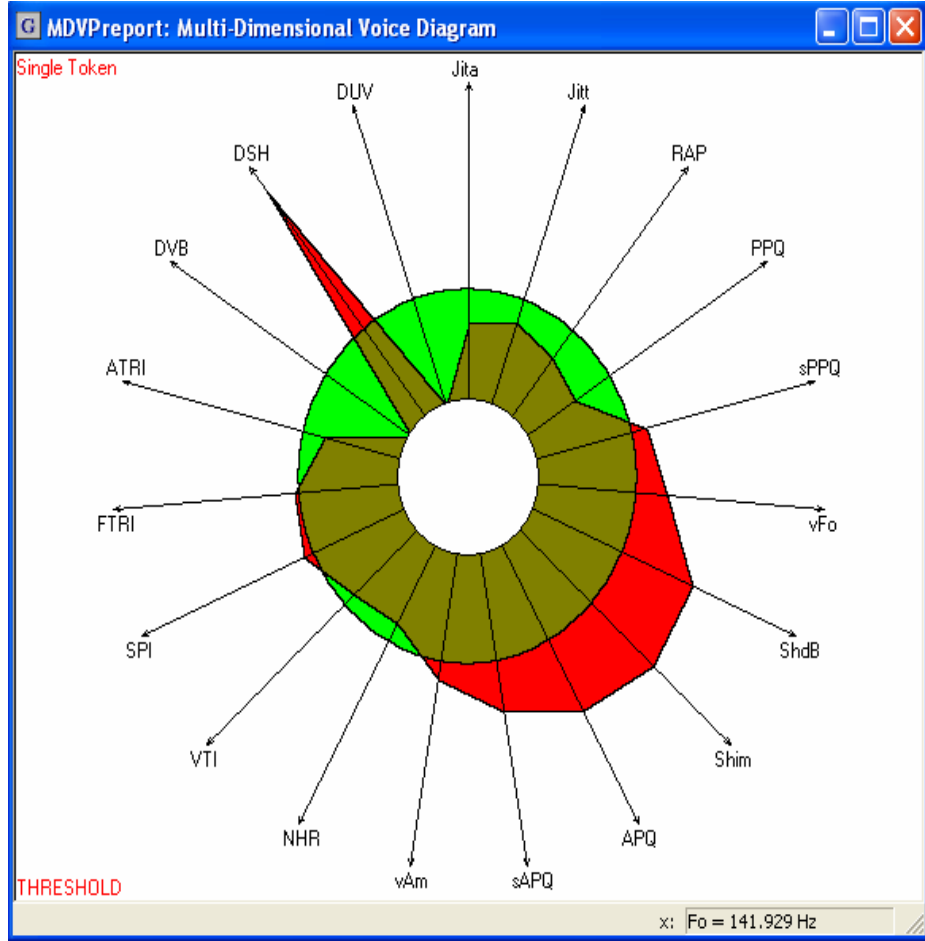 G MDVPreport: Multi-Dimensional Voice Diagram
Single Token
Jita
DUV
Jitt
DSH
RAP
DVB
PPQ
ATRI
sPPQ
FTRI
vFo
SPI
ShdB
VTI
Shim
NHR
APQ
vAm
sAPQ
THRESHOLD
x: Fo = 141.929 Hz